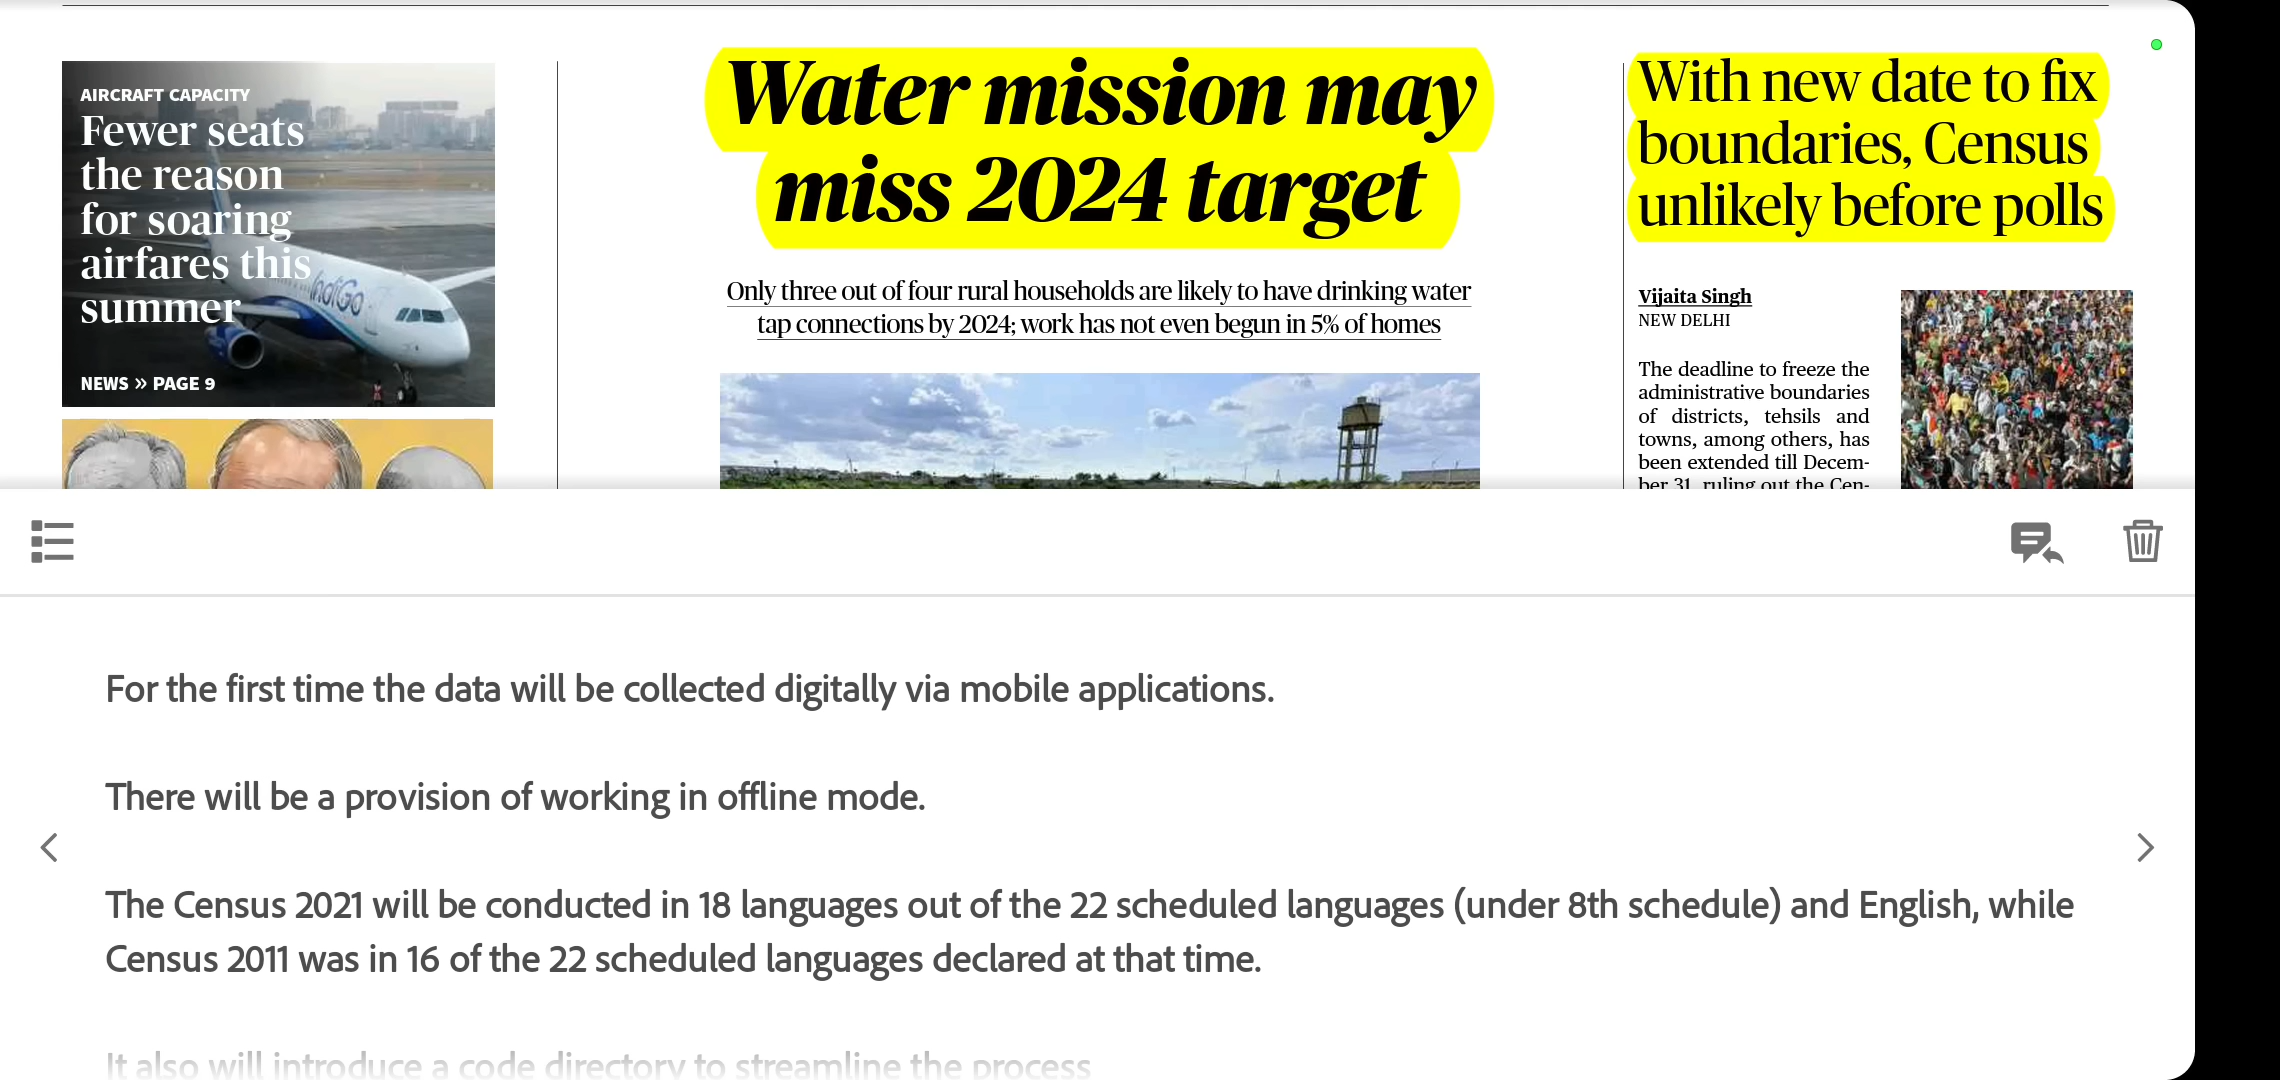 AIRCRAFT CAPACITY
Fewer seats
the reason
for soaring
airfares this
summer
IndiGo
NEWS » PAGE 9
Water mission may
miss 2024 target
Only three out of four rural households are likely to have drinking water
tap connections by 2024; work has not even begun in 5% of homes
With new date to fix
boundaries, Census
unlikely before polls
Vijaita Singh
NEW DELHI
The deadline to freeze the
administrative boundaries
of districts, tehsils and
towns, among others, has
been extended till Decem-
ber 31, ruling out the Cen-
For the first time the data will be collected digitally via mobile applications.
There will be a provision of working in offline mode.
The Census 2021 will be conducted in 18 languages out of the 22 scheduled languages (under 8th schedule) and English, while
Census 2011 was in 16 of the 22 scheduled languages declared at that time.
It also will introduce a code directory to streamline the process